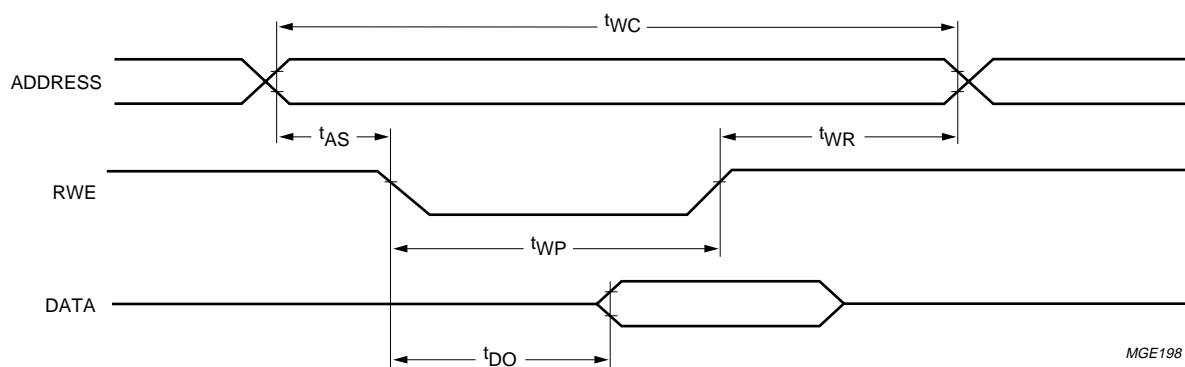 tWC
ADDRESS
tAS
tWR
RWE
tWP
DATA
tDO
MGE198